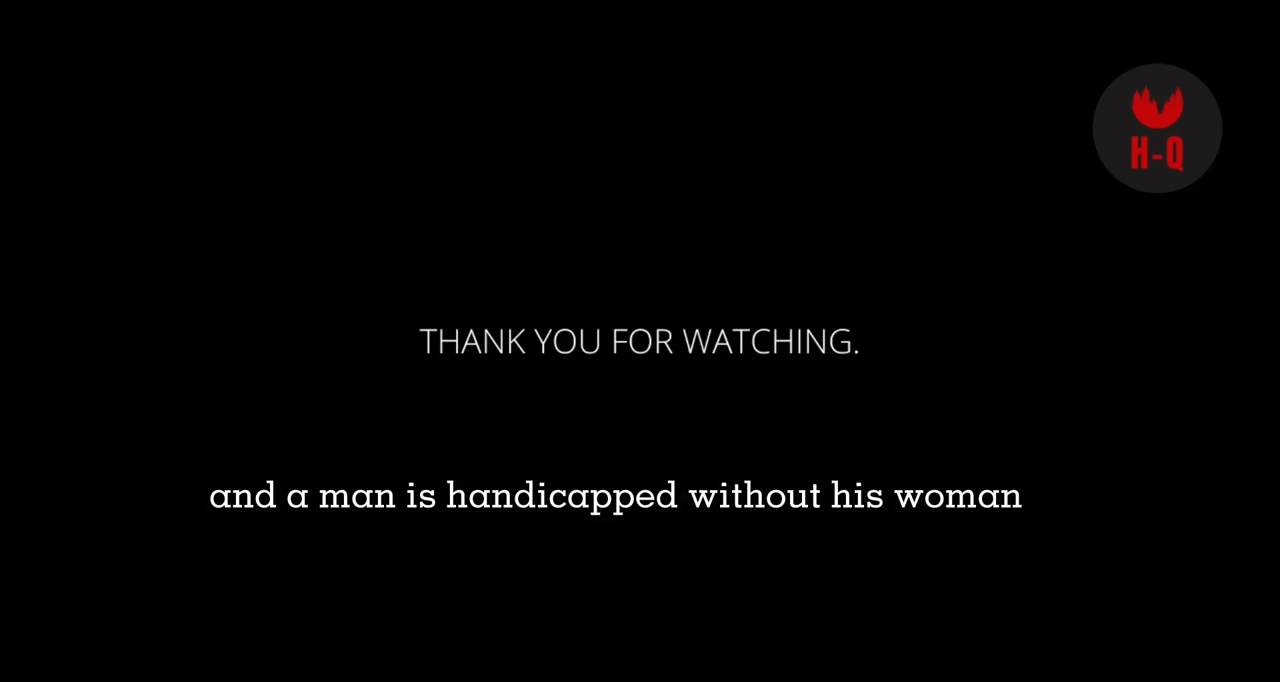 H-Q
THANK YOU FOR WATCHING.
and a man is handicapped without his woman